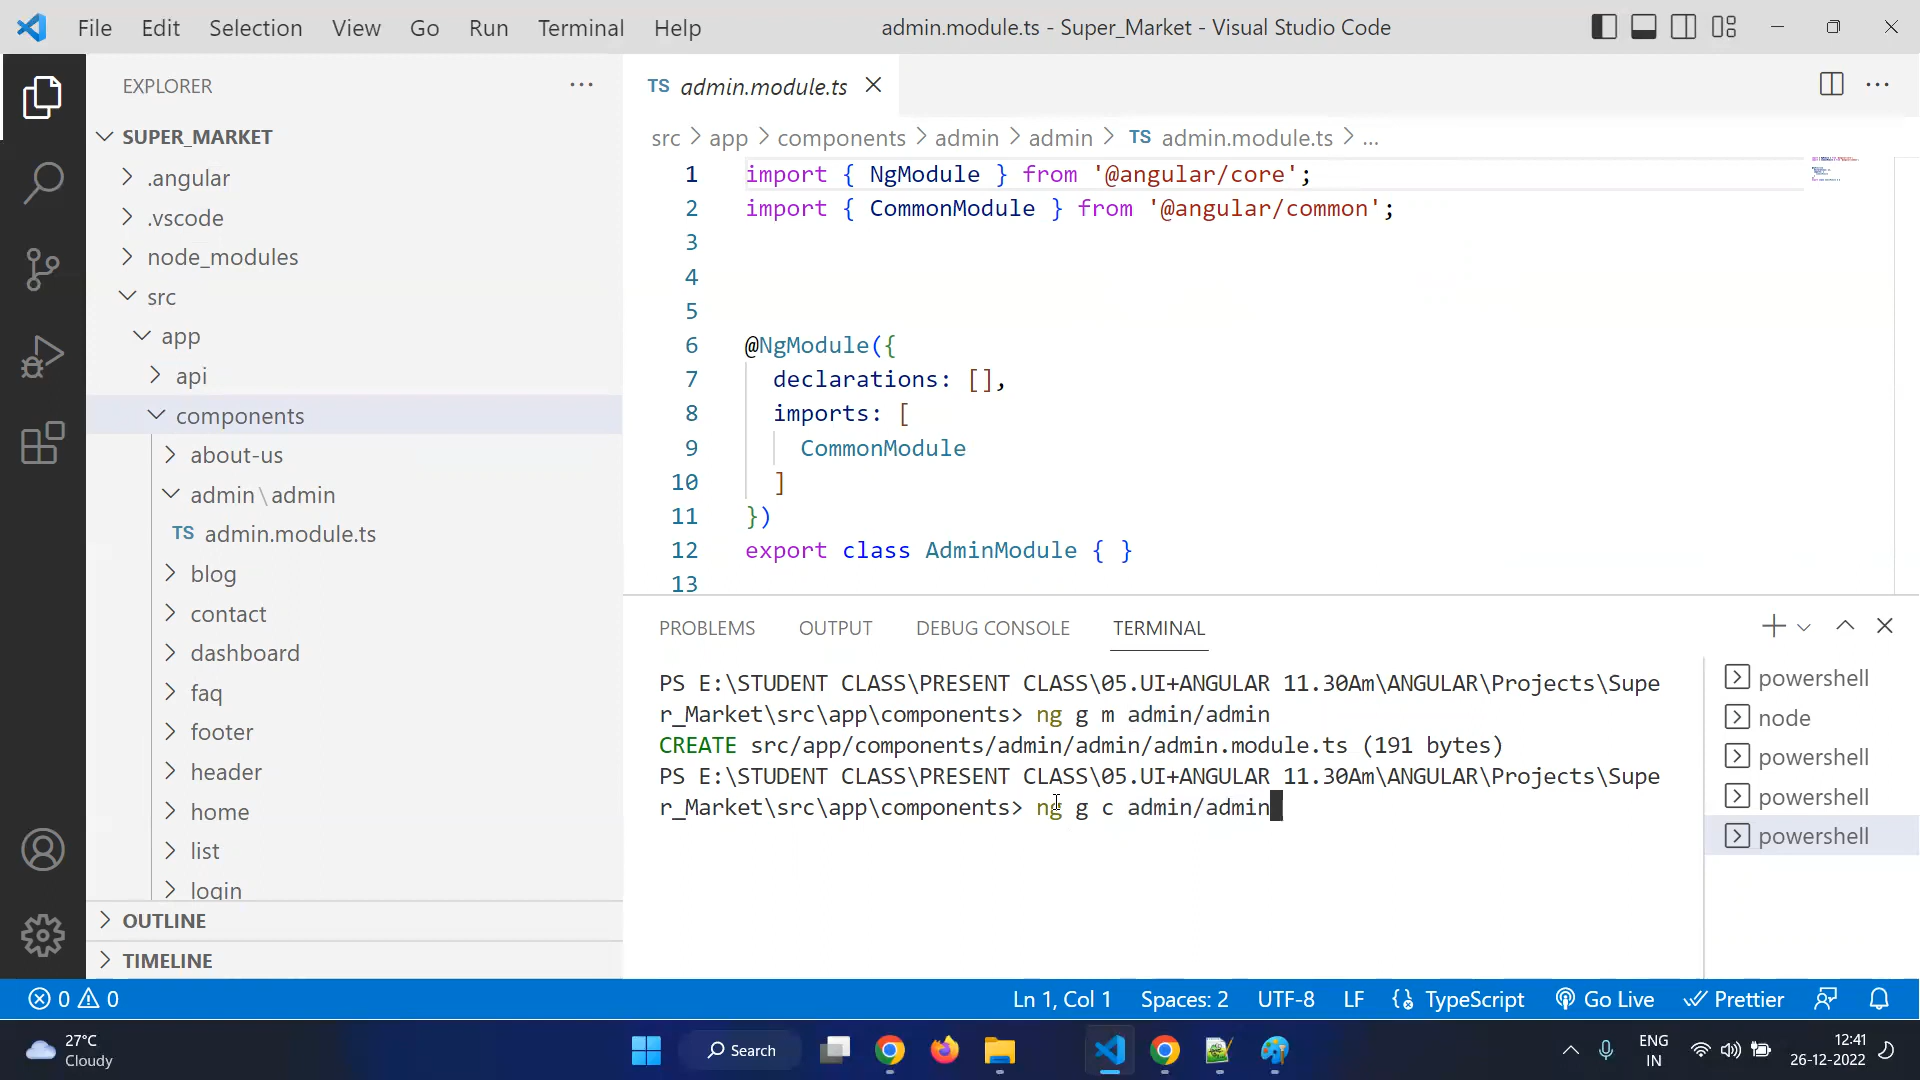 File Edit Selection View Go Run Terminal Help
admin.module.ts - Super_Market - Visual Studio Code
EXPLORER
SUPER_MARKET
.angular
.vscode
node_modules
src
app
api
components
about-us
admin\admin
TS admin.module.ts
blog
contact
dashboard
faq
footer
header
home
list
login
OUTLINE
TIMELINE
TS admin.module.ts
src > app > components > admin > admin > TS admin.module.ts > ...
1 import { NgModule } from '@angular/core';
2 import { CommonModule } from '@angular/common';
3
4
5
6 @NgModule({
7 declarations: [],
8 imports: [
9 CommonModule
10 ]
11 })
12 export class AdminModule { }
13
PROBLEMS OUTPUT DEBUG CONSOLE TERMINAL
PS E:\STUDENT CLASS\PRESENT CLASS\05.UI+ANGULAR 11.30Am\ANGULAR\Projects\Supe
r_Market\src\app\components> ng g m admin/admin
CREATE src/app/components/admin/admin/admin.module.ts (191 bytes)
PS E:\STUDENT CLASS\PRESENT CLASS\05.UI+ANGULAR 11.30Am\ANGULAR\Projects\Supe
r_Market\src\app\components> ng g c admin/admin
powershell
node
powershell
powershell
powershell
0 0 Ln 1, Col 1 Spaces: 2 UTF-8 LF TypeScript Go Live Prettier
27°C
Cloudy
Search
ENG
IN
12:41
26-12-2022